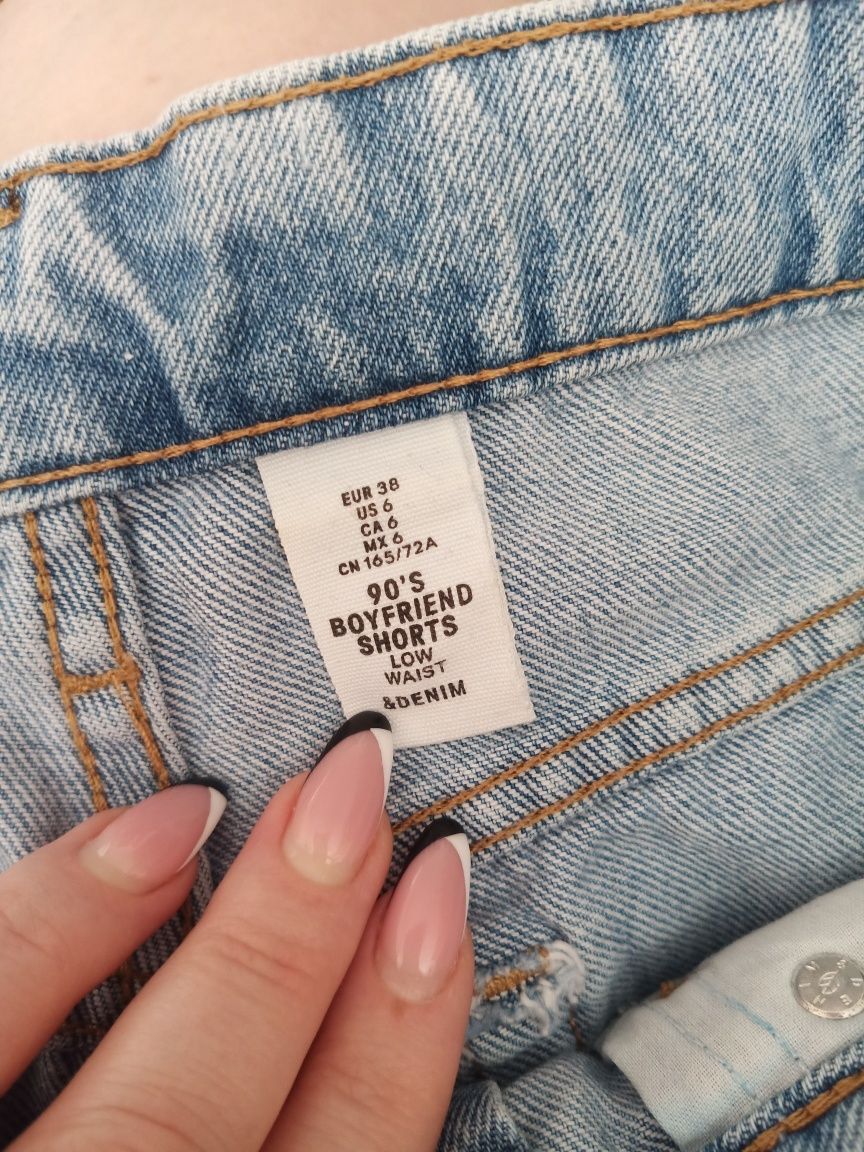 EUR 38
US 6
CA 6
MX 6
CN 165/72A
90'S
BOYFRIEND
SHORTS
LOW
WAIST
&DENIM